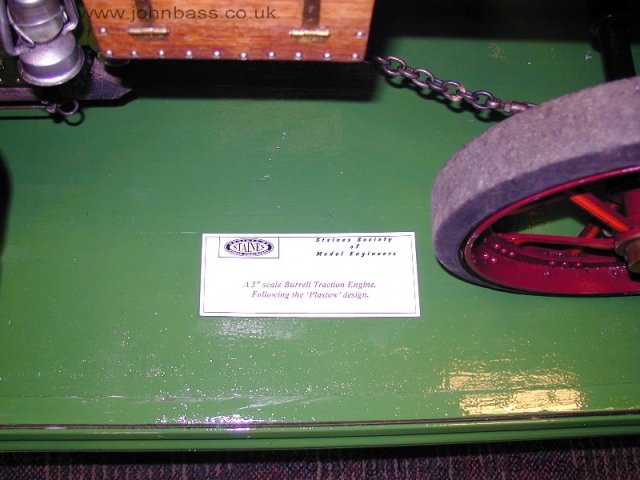 www.johnbass.co.uk
STAINES
Staines Society
of
Model Engineers
A 3" scale Burrell Traction Engine.
Following the 'Plastow' design.